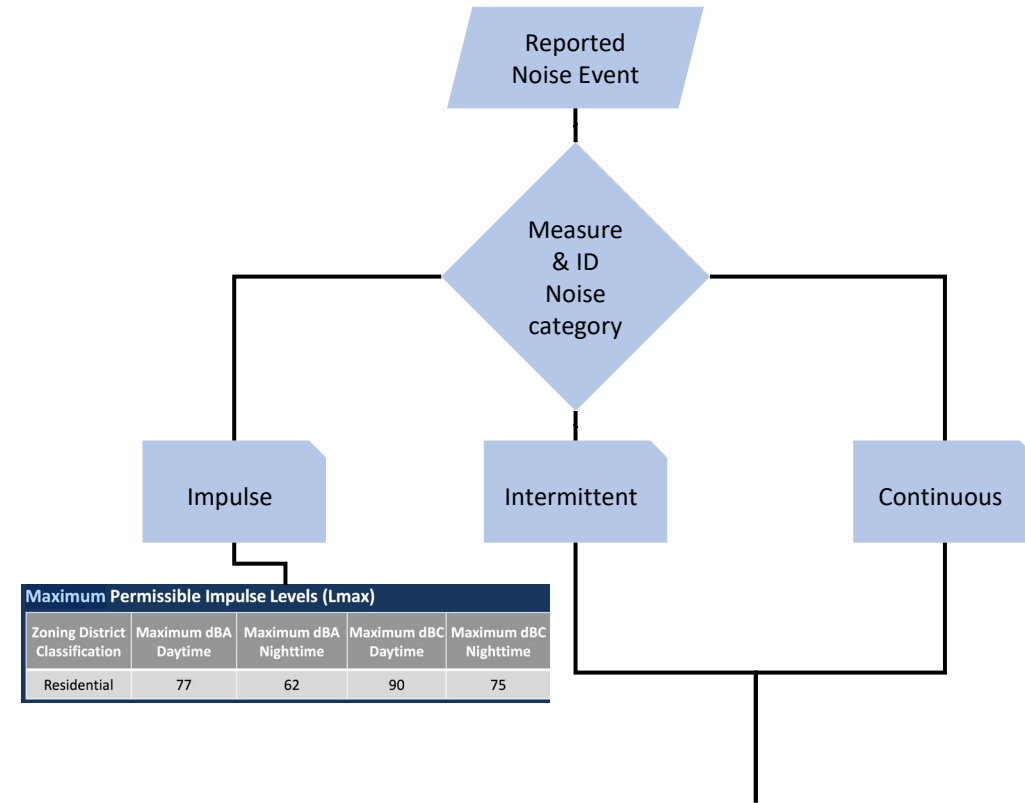 Reported
Noise Event
Measure
& ID
Noise
category
Impulse
Intermittent
Continuous
Maximum Permissible Impulse Levels (Lmax)
Zoning District Classification Maximum dBA Daytime Maximum dBA Nighttime Maximum dBC Daytime Maximum dBC Nighttime
Residential 77 62 90 75